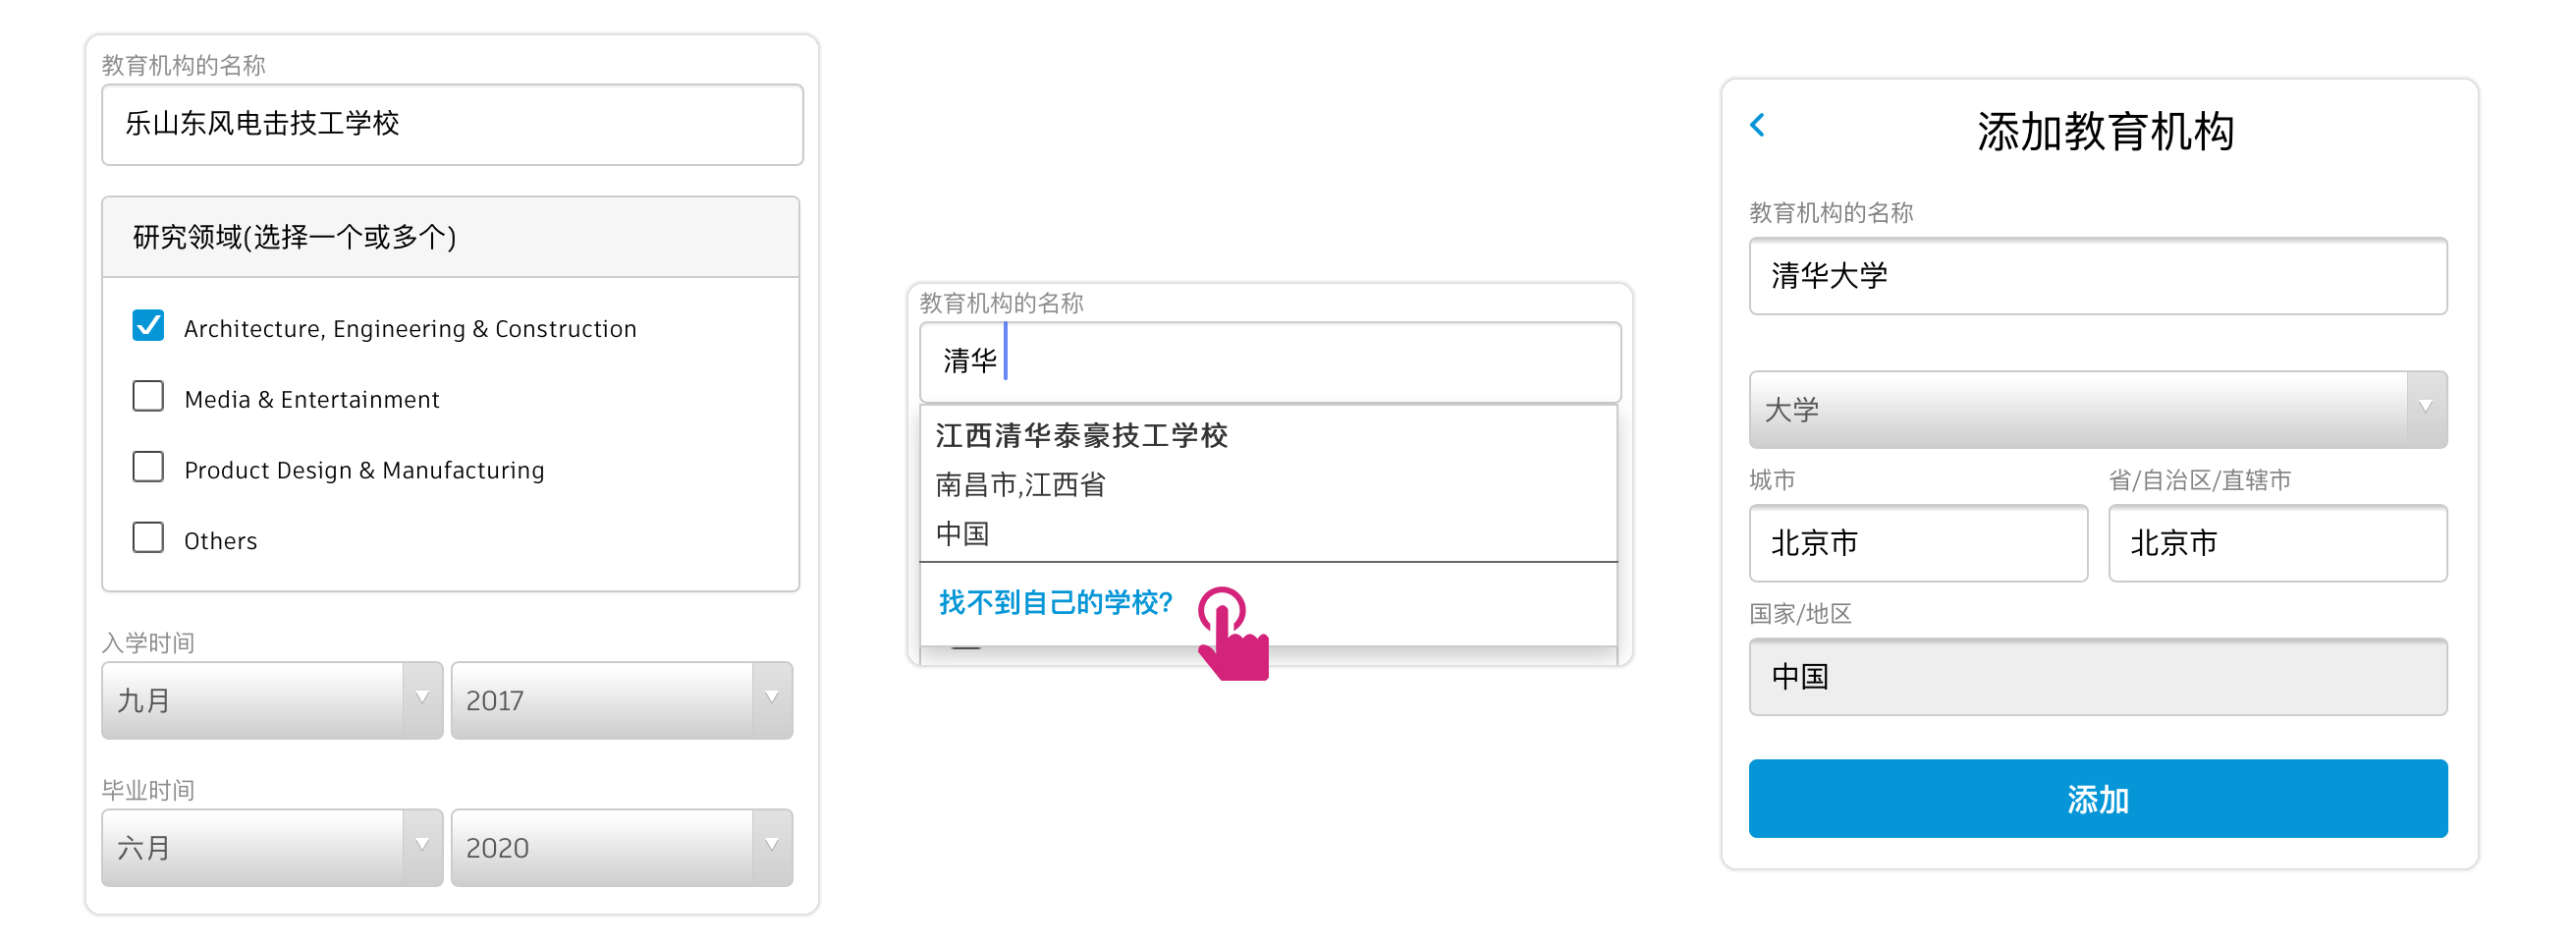 教育机构的名称
乐山东风电击技工学校
研究领域(选择一个或多个)
Architecture, Engineering & Construction
Media & Entertainment
Product Design & Manufacturing
Others
入学时间
九月 2017
毕业时间
六月 2020
教育机构的名称
清华
江西清华泰豪技工学校
南昌市,江西省
中国
找不到自己的学校?
添加教育机构
教育机构的名称
清华大学
大学
城市 省/自治区/直辖市
北京市 北京市
国家/地区
中国
添加